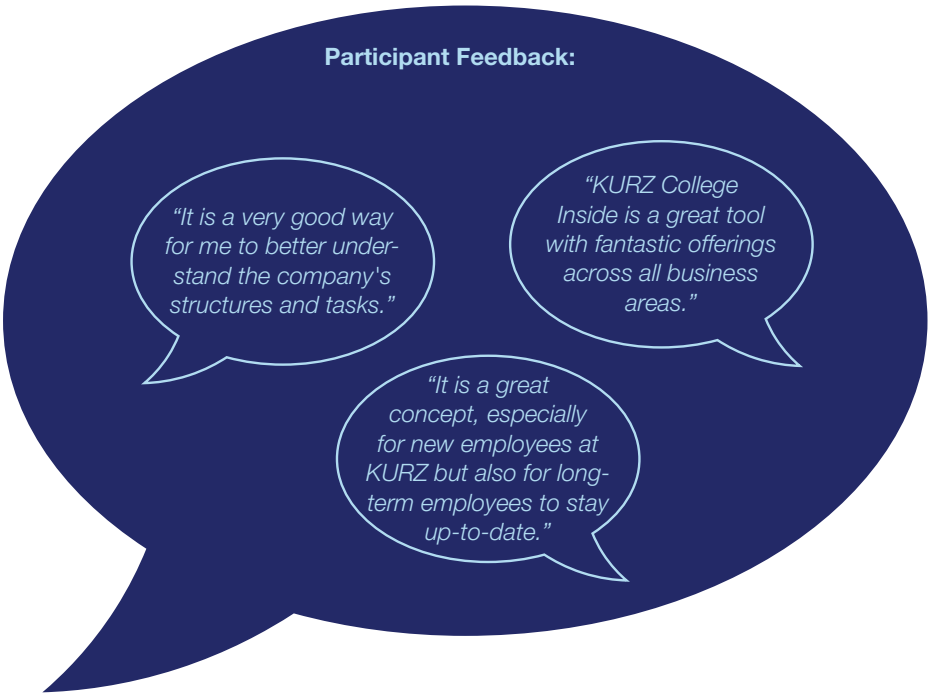 Participant Feedback:
“It is a very good way
for me to better under-
stand the company's
structures and tasks.”
“KURZ College
Inside is a great tool
with fantastic offerings
across all business
areas.”
“It is a great
concept, especially
for new employees at
KURZ but also for long-
term employees to stay
up-to-date.”